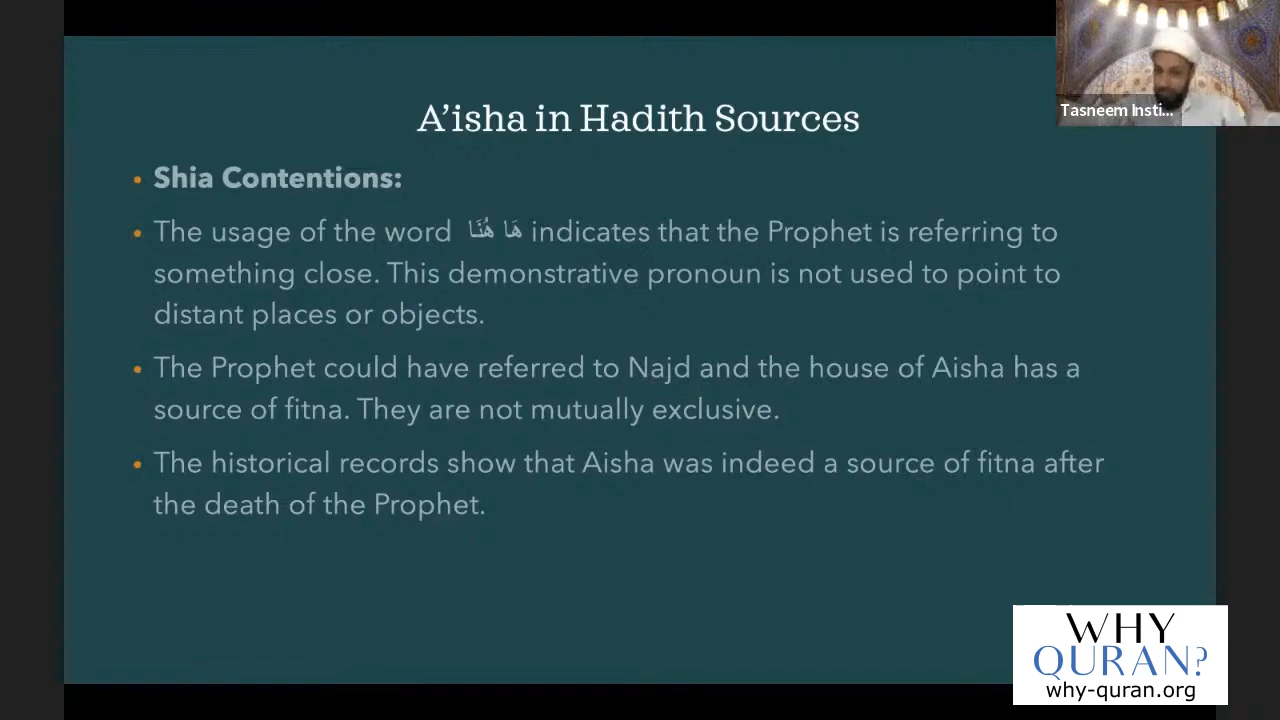 A’isha in Hadith Sources
Tasneem Insti...
• Shia Contentions:
• The usage of the word هَا هُنَا indicates that the Prophet is referring to
something close. This demonstrative pronoun is not used to point to
distant places or objects.
• The Prophet could have referred to Najd and the house of Aisha has a
source of fitna. They are not mutually exclusive.
• The historical records show that Aisha was indeed a source of fitna after
the death of the Prophet.
WHY
QURAN?
why-quran.org